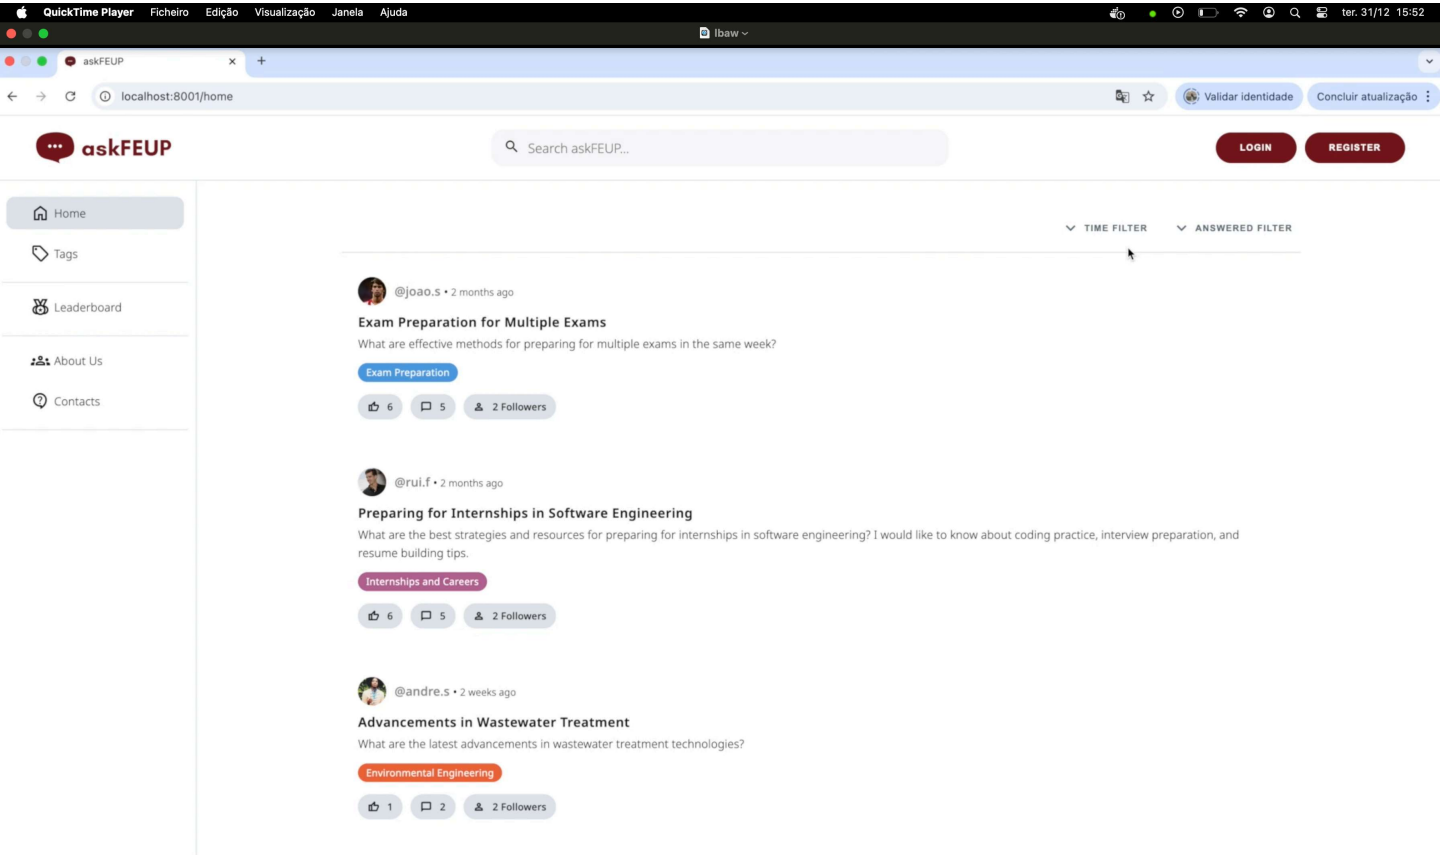 QuickTime Player Ficheiro Edição Visualização Janela Ajuda ter. 31/12 15:52
lbaw
askFEUP
localhost:8001/home Validar identidade Concluir atualização
askFEUP Search askFEUP... LOGIN REGISTER
Home
Tags
Leaderboard
About Us
Contacts
TIME FILTER ANSWERED FILTER
@joao.s • 2 months ago
Exam Preparation for Multiple Exams
What are effective methods for preparing for multiple exams in the same week?
Exam Preparation
6 5 2 Followers
@rui.f • 2 months ago
Preparing for Internships in Software Engineering
What are the best strategies and resources for preparing for internships in software engineering? I would like to know about coding practice, interview preparation, and
resume building tips.
Internships and Careers
6 5 2 Followers
@andre.s • 2 weeks ago
Advancements in Wastewater Treatment
What are the latest advancements in wastewater treatment technologies?
Environmental Engineering
1 2 2 Followers